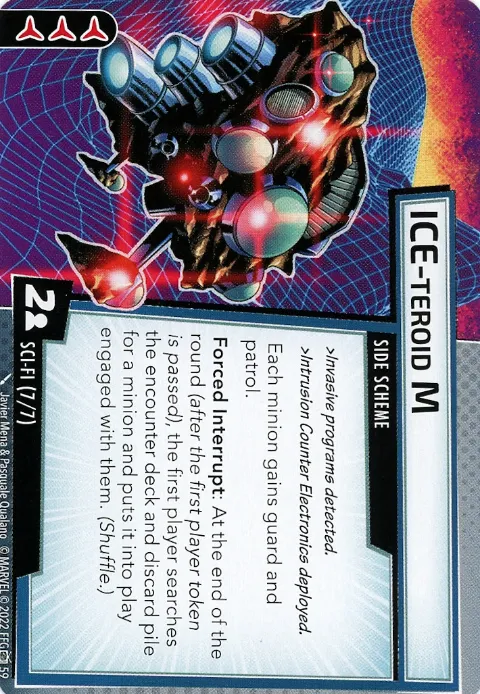 ICE-TEROID M
SIDE SCHEME
>Invasive programs detected.
>Intrusion Counter Electronics deployed.
Each minion gains guard and
patrol.
Forced Interrupt: At the end of the
round (after the first player token
is passed), the first player searches
the encounter deck and discard pile
for a minion and puts it into play
engaged with them. (Shuffle.)
2
SCI-FI (7/7)
Javier Mena & Pasquale Qualano © MARVEL © 2022 FFG 59